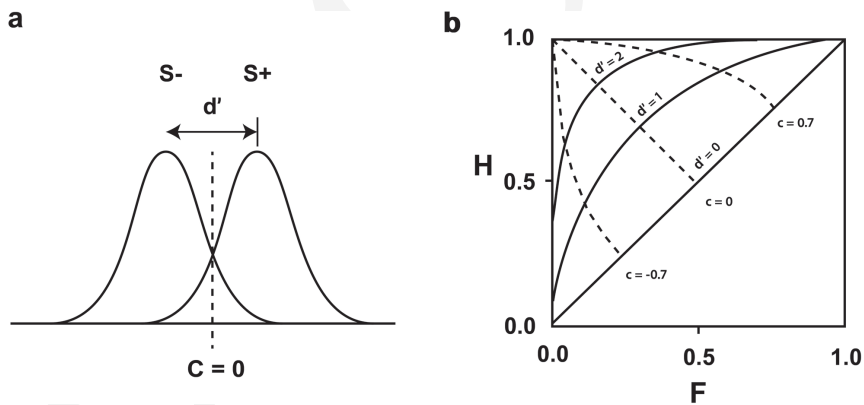 a
S- S+
d'
C = 0
b
1.0
H
0.5
0.0
d' = 2
d' = 1
d' = 0
c = 0.7
c = 0
c = -0.7
0.0 0.5 1.0
F